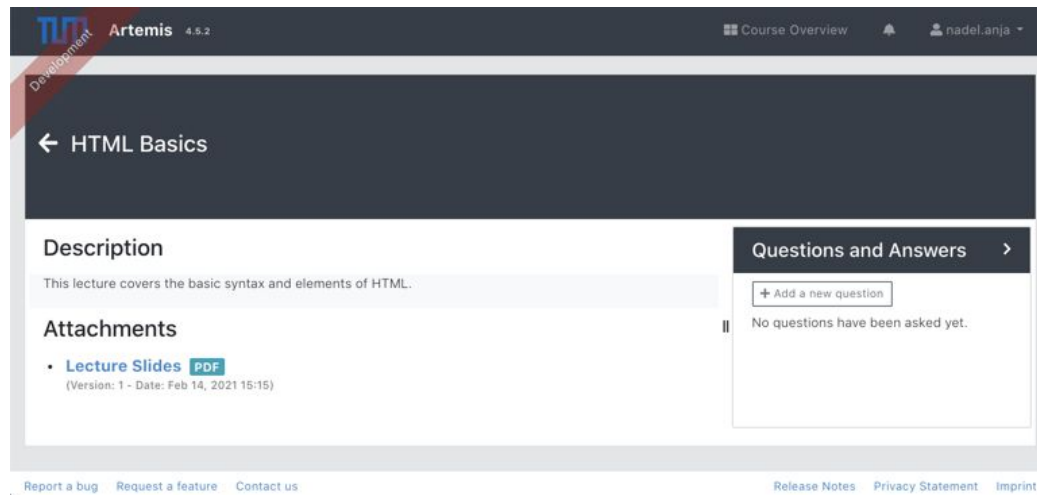 TUM Artemis 4.5.2 Course Overview nadel.anja
Development
HTML Basics
Description
This lecture covers the basic syntax and elements of HTML.
Attachments
• Lecture Slides PDF
(Version: 1 - Date: Feb 14, 2021 15:15)
Questions and Answers
+ Add a new question
No questions have been asked yet.
Report a bug Request a feature Contact us Release Notes Privacy Statement Imprint